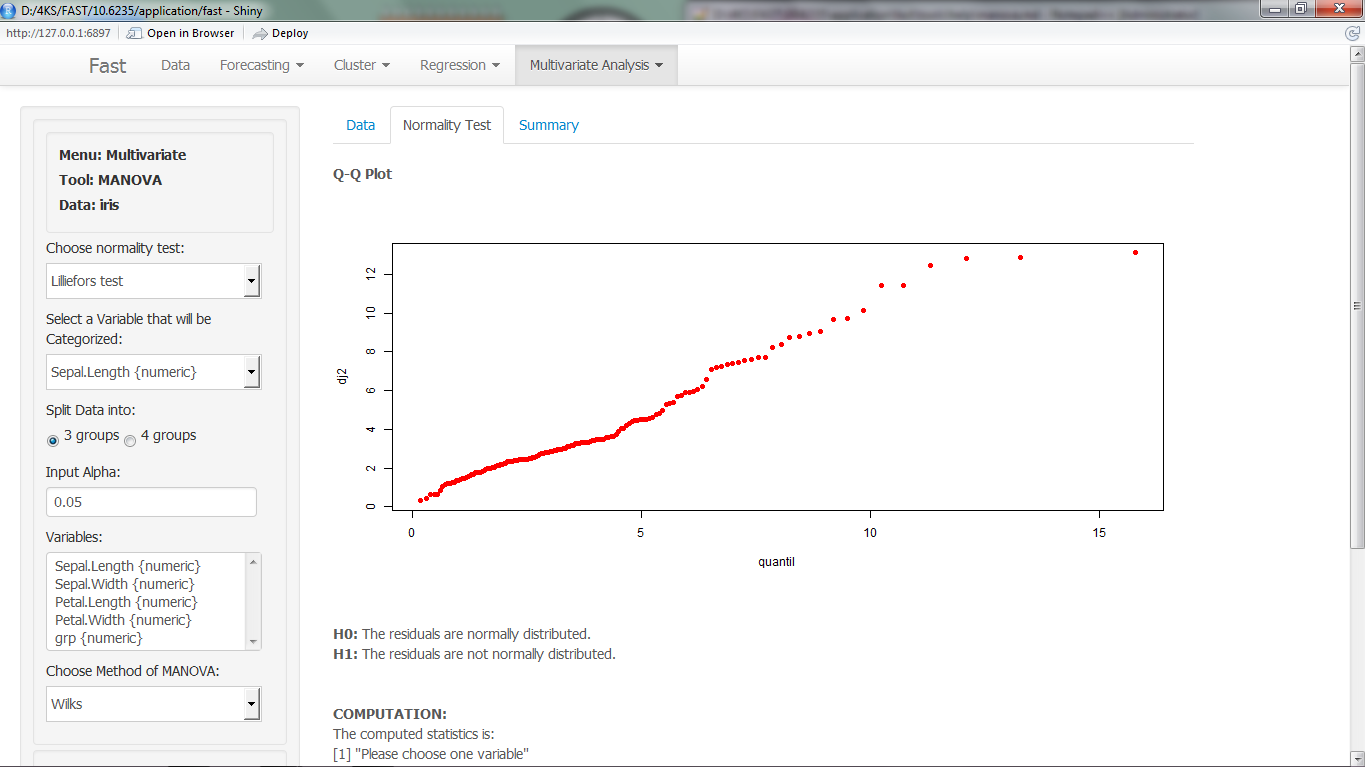 D:/4KS/FAST/10.6235/application/fast - Shiny
http://127.0.0.1:6897 Open in Browser Deploy
Fast Data Forecasting Cluster Regression Multivariate Analysis
Menu: Multivariate
Tool: MANOVA
Data: iris
Choose normality test:
Lilliefors test
Select a Variable that will be
Categorized:
Sepal.Length {numeric}
Split Data into:
3 groups 4 groups
Input Alpha:
0.05
Variables:
Sepal.Length {numeric}
Sepal.Width {numeric}
Petal.Length {numeric}
Petal.Width {numeric}
grp {numeric}
Choose Method of MANOVA:
Wilks
Data Normality Test Summary
Q-Q Plot
12
10
8
6
4
2
0
dj2
0 5 10 15
quantil
H0: The residuals are normally distributed.
H1: The residuals are not normally distributed.
COMPUTATION:
The computed statistics is:
[1] "Please choose one variable"